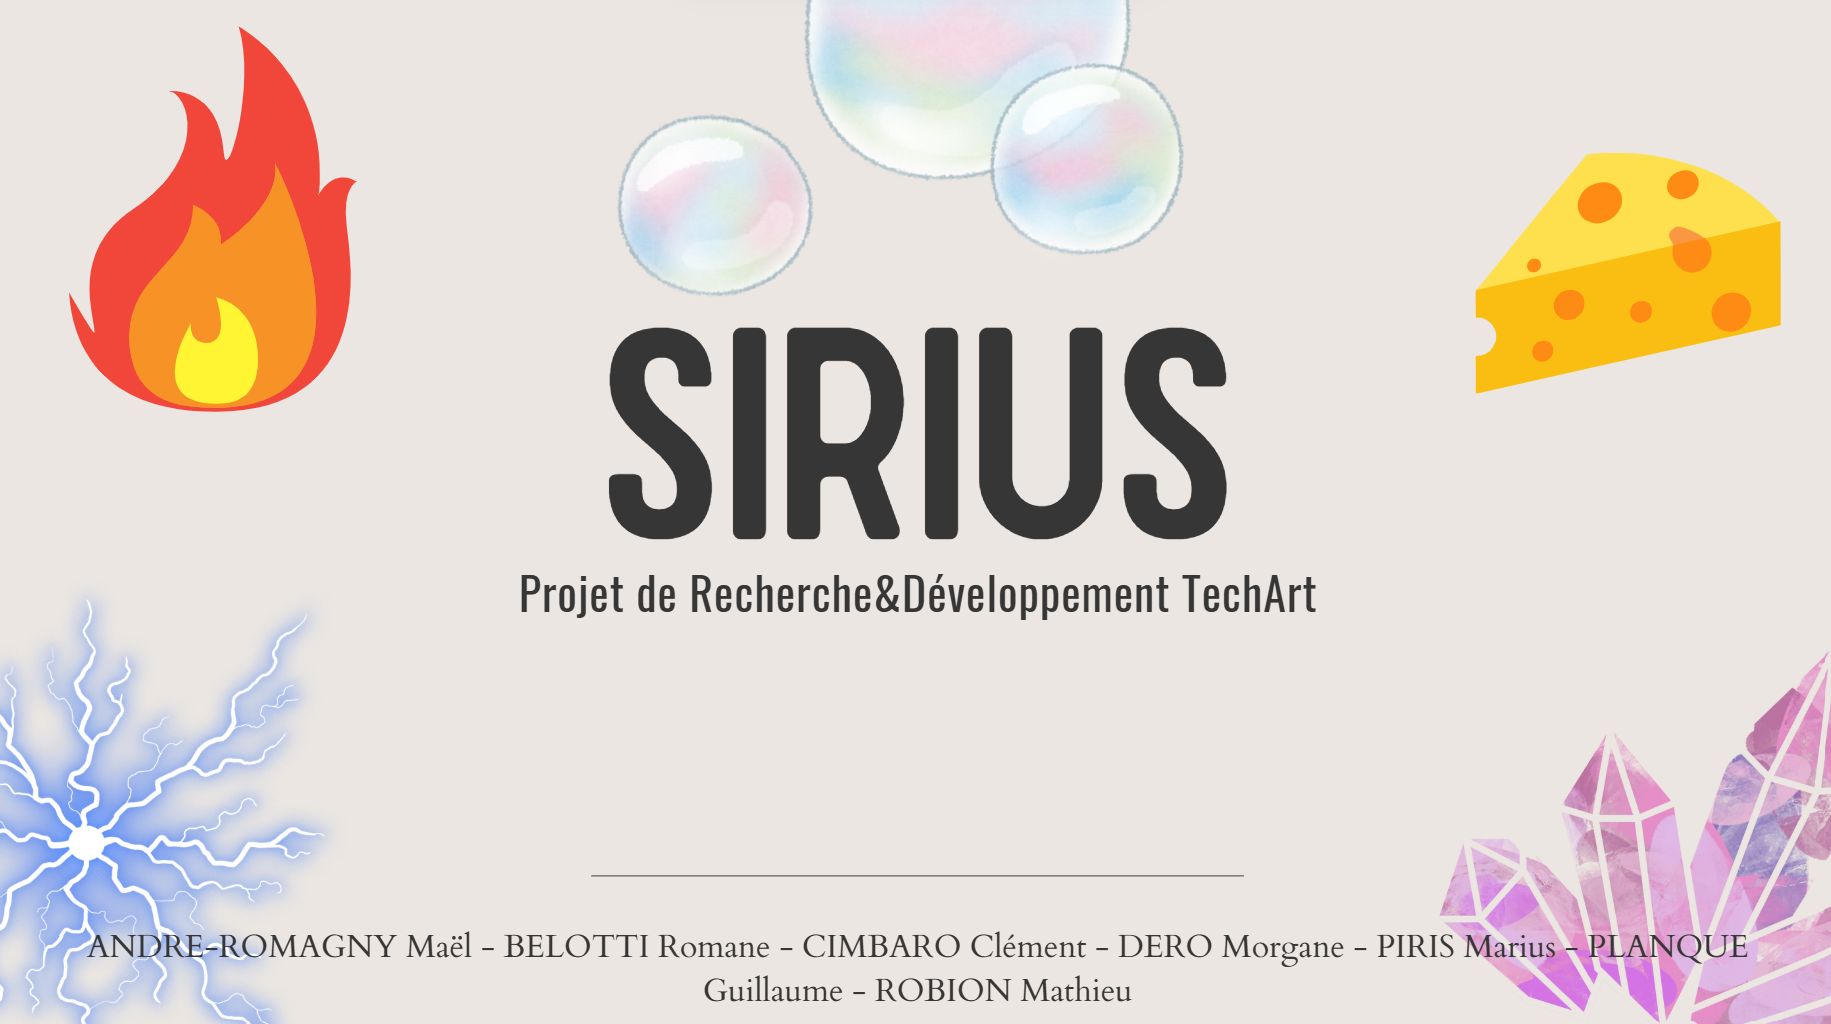 SIRIUS
Projet de Recherche&Développement TechArt
ANDRE-ROMAGNY Maël - BELOTTI Romane - CIMBARO Clément - DERO Morgane - PIRIS Marius - PLANQUE
Guillaume - ROBION Mathieu